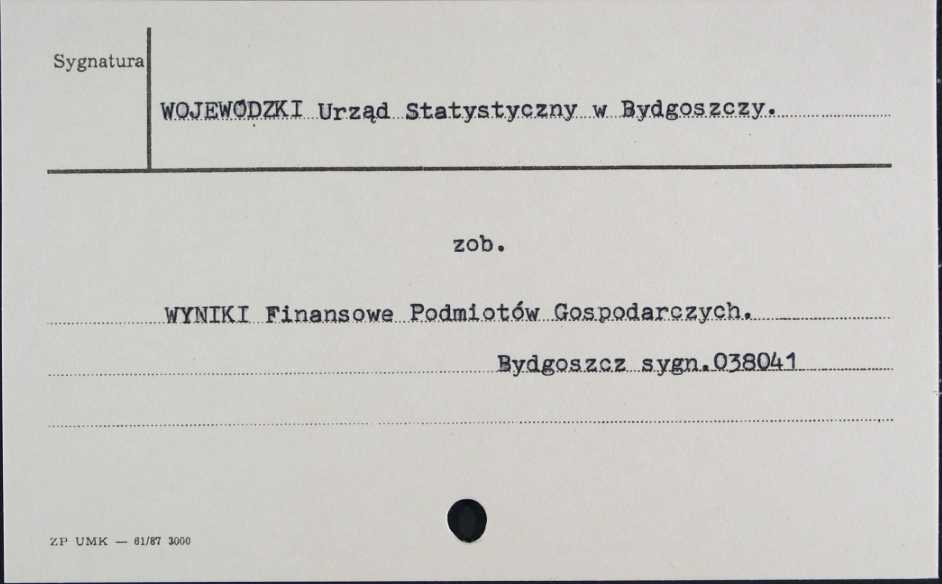 Sygnatura
WOJEWÓDZKI Urząd Statystyczny w Bydgoszczy.
zob.
WYNIKI Finansowe Podmiotów Gospodarczych.
Bydgoszcz sygn.038041
ZP UMK — 61/87 3000